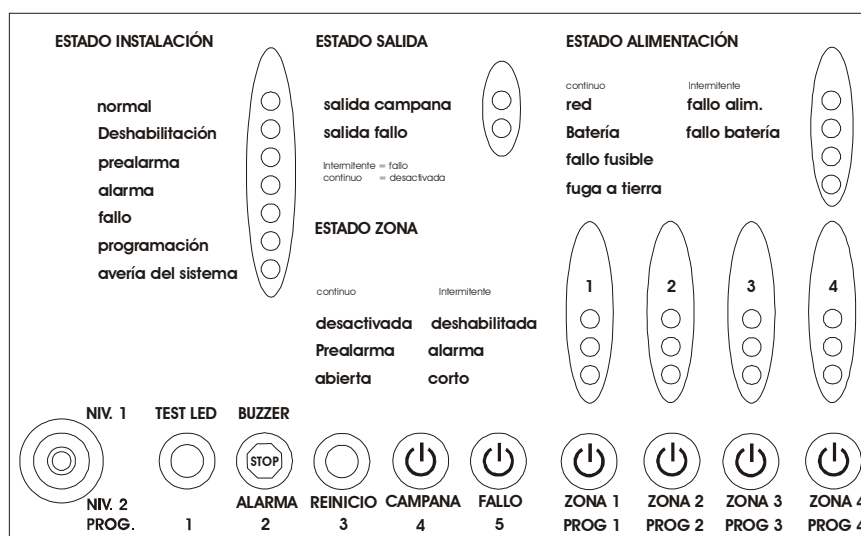 ESTADO INSTALACIÓN
normal
Deshabilitación
prealarma
alarma
fallo
programación
avería del sistema
ESTADO SALIDA
salida campana
salida fallo
Intermitente = fallo
continuo = desactivada
ESTADO ALIMENTACIÓN
continuo Intermitente
red fallo alim.
Batería fallo batería
fallo fusible
fuga a tierra
ESTADO ZONA
continuo Intermitente
desactivada deshabilitada
Prealarma alarma
abierta corto
1 2 3 4
NIV. 1 TEST LED BUZZER
STOP
NIV. 2 ALARMA REINICIO CAMPANA FALLO ZONA 1 ZONA 2 ZONA 3 ZONA 4
PROG. 1 2 3 4 5 PROG 1 PROG 2 PROG 3 PROG 4